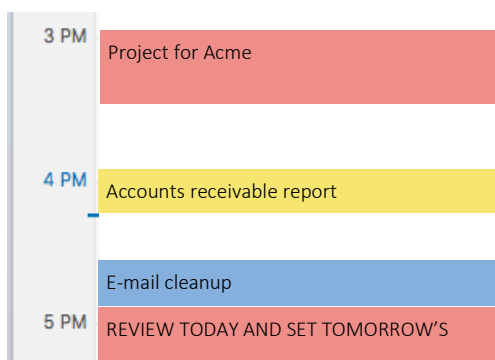 3 PM
Project for Acme
4 PM
Accounts receivable report
E-mail cleanup
5 PM
REVIEW TODAY AND SET TOMORROW’S